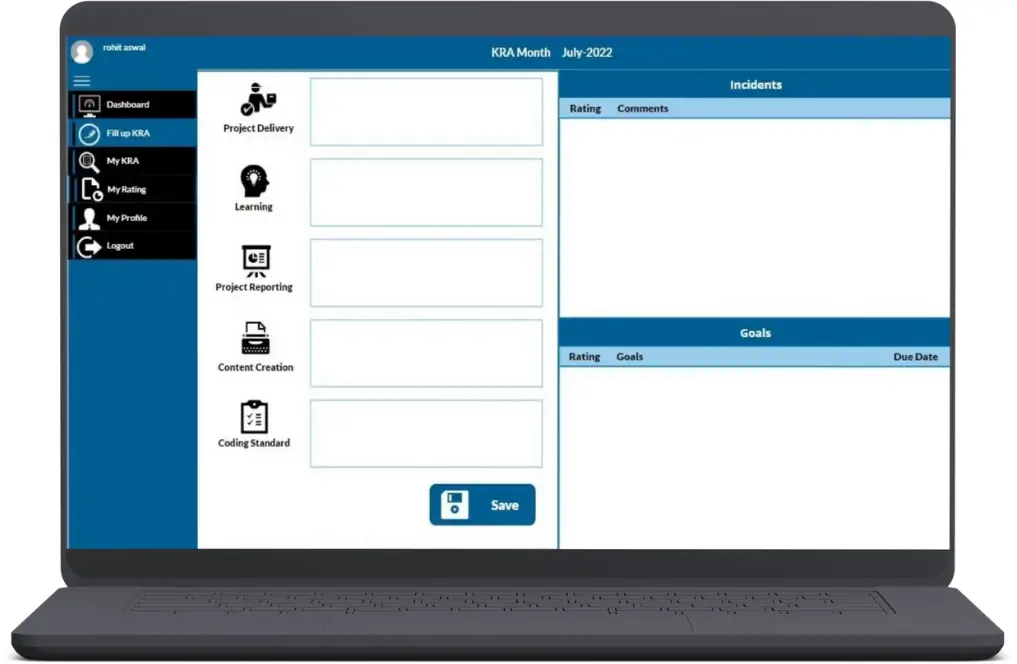 rohit aswal
KRA Month July-2022
Dashboard
Fill up KRA
My KRA
My Rating
My Profile
Logout
Project Delivery
Learning
Project Reporting
Content Creation
Coding Standard
Save
Incidents
Rating Comments
Goals
Rating Goals Due Date